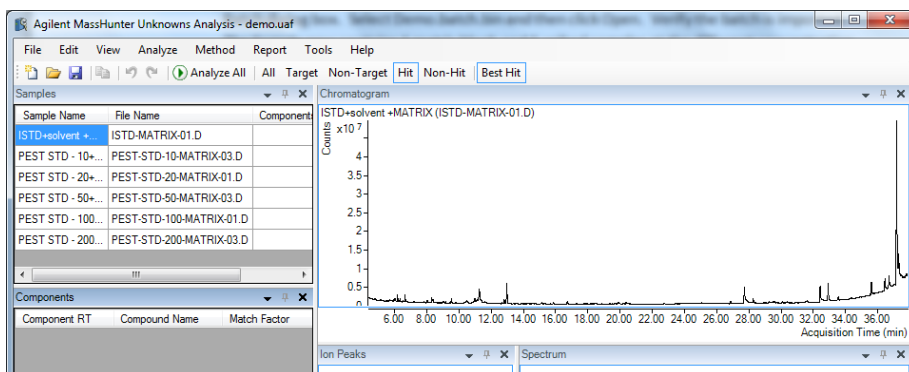 Agilent MassHunter Unknowns Analysis - demo.uaf
File Edit View Analyze Method Report Tools Help
Analyze All All Target Non-Target Hit Non-Hit Best Hit
Samples
Sample Name File Name Component
ISTD+solvent +... ISTD-MATRIX-01.D
PEST STD - 10+... PEST-STD-10-MATRIX-03.D
PEST STD - 20+... PEST-STD-20-MATRIX-01.D
PEST STD - 50+... PEST-STD-50-MATRIX-03.D
PEST STD - 100... PEST-STD-100-MATRIX-01.D
PEST STD - 200... PEST-STD-200-MATRIX-03.D
Components
Component RT Compound Name Match Factor
Chromatogram
ISTD+solvent +MATRIX (ISTD-MATRIX-01.D)
Counts
x10 7
4
3.5
3
2.5
2
1.5
1
0.5
0
6.00 8.00 10.00 12.00 14.00 16.00 18.00 20.00 22.00 24.00 26.00 28.00 30.00 32.00 34.00 36.00
Acquisition Time (min)
Ion Peaks
Spectrum